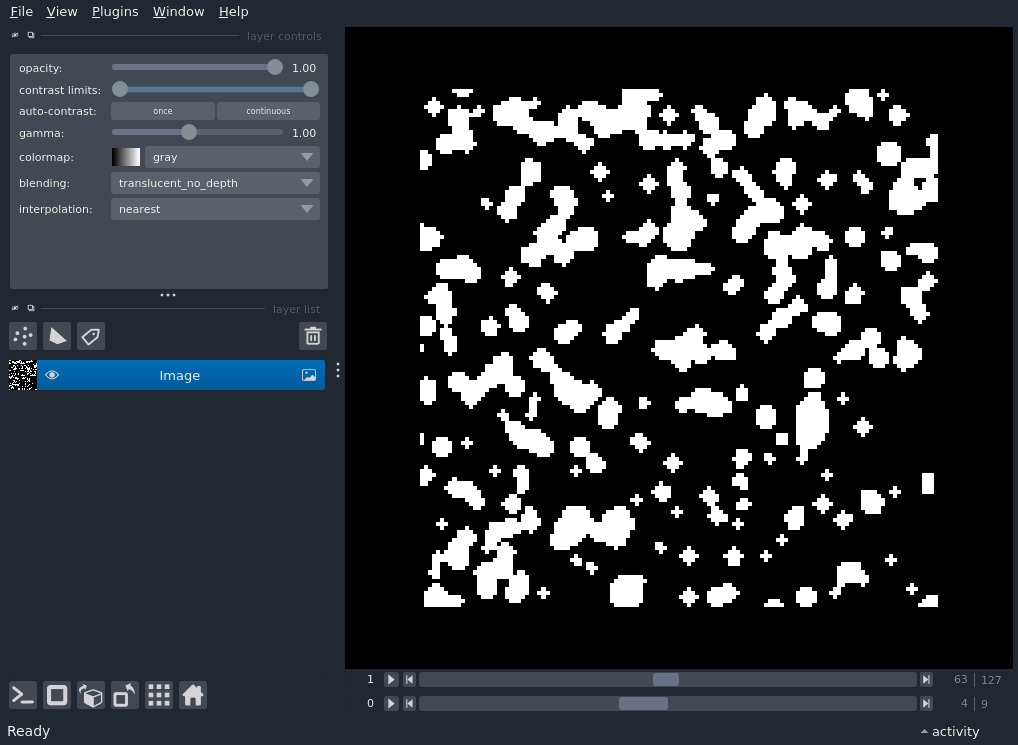 File View Plugins Window Help
layer controls
opacity: 1.00
contrast limits:
auto-contrast: once continuous
gamma: 1.00
colormap: gray
blending: translucent_no_depth
interpolation: nearest
layer list
Image
1 63 127
0 4 9
Ready activity